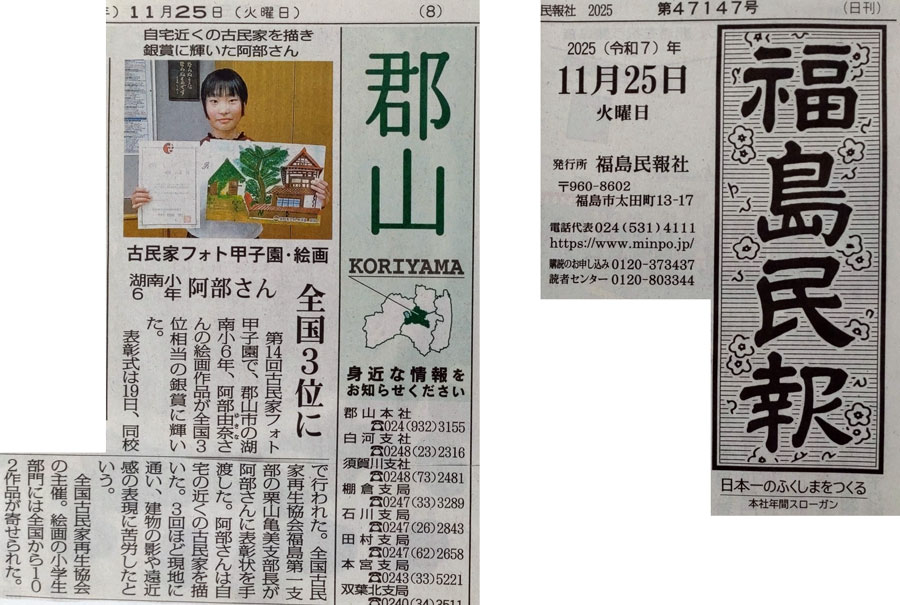 11月25日(火曜日)
(8)
自宅近くの古民家を描き
銀賞に輝いた阿部さん
古民家フォト甲子園・絵画
湖南小
6年
阿部さん
全国3位に
第14回古民家フォト
甲子園で、郡山市の湖
南小6年、阿部由奈さ
んの絵画作品が全国3
位相当の銀賞に輝い
た。
表彰式は19日、同校
で行われた。全国古民
家再生協会福島第一支
部の栗山亀美支部長が
阿部さんに表彰状を手
渡した。阿部さんは自
宅の近くの古民家を描
いた。3回ほど現地に
通い、建物の影や遠近
感の表現に苦労したと
いう。
全国古民家再生協会
の主催。絵画の小学生
部門には全国から10
2作品が寄せられた。
郡山
KORIYAMA
身近な情報を
お知らせください
郡山本社
☎024(932)3155
白河支社
☎0248(23)2316
須賀川支社
☎0248(73)2481
棚倉支局
☎0247(33)3289
石川支局
☎0247(26)2843
田村支局
☎0247(62)2658
本宮支局
☎0243(33)5221
双葉北支局
☎0240(34)3511
民報社 2025
第47147号
(日刊)
2025(令和7)年
11月25日
火曜日
発行所 福島民報社
〒960-8602
福島市太田町13-17
電話代表024(531)4111
https://www.minpo.jp/
購読のお申し込み 0120-373437
読者センター 0120-803344
福島民報
日本一のふくしまをつくる
本社年間スローガン